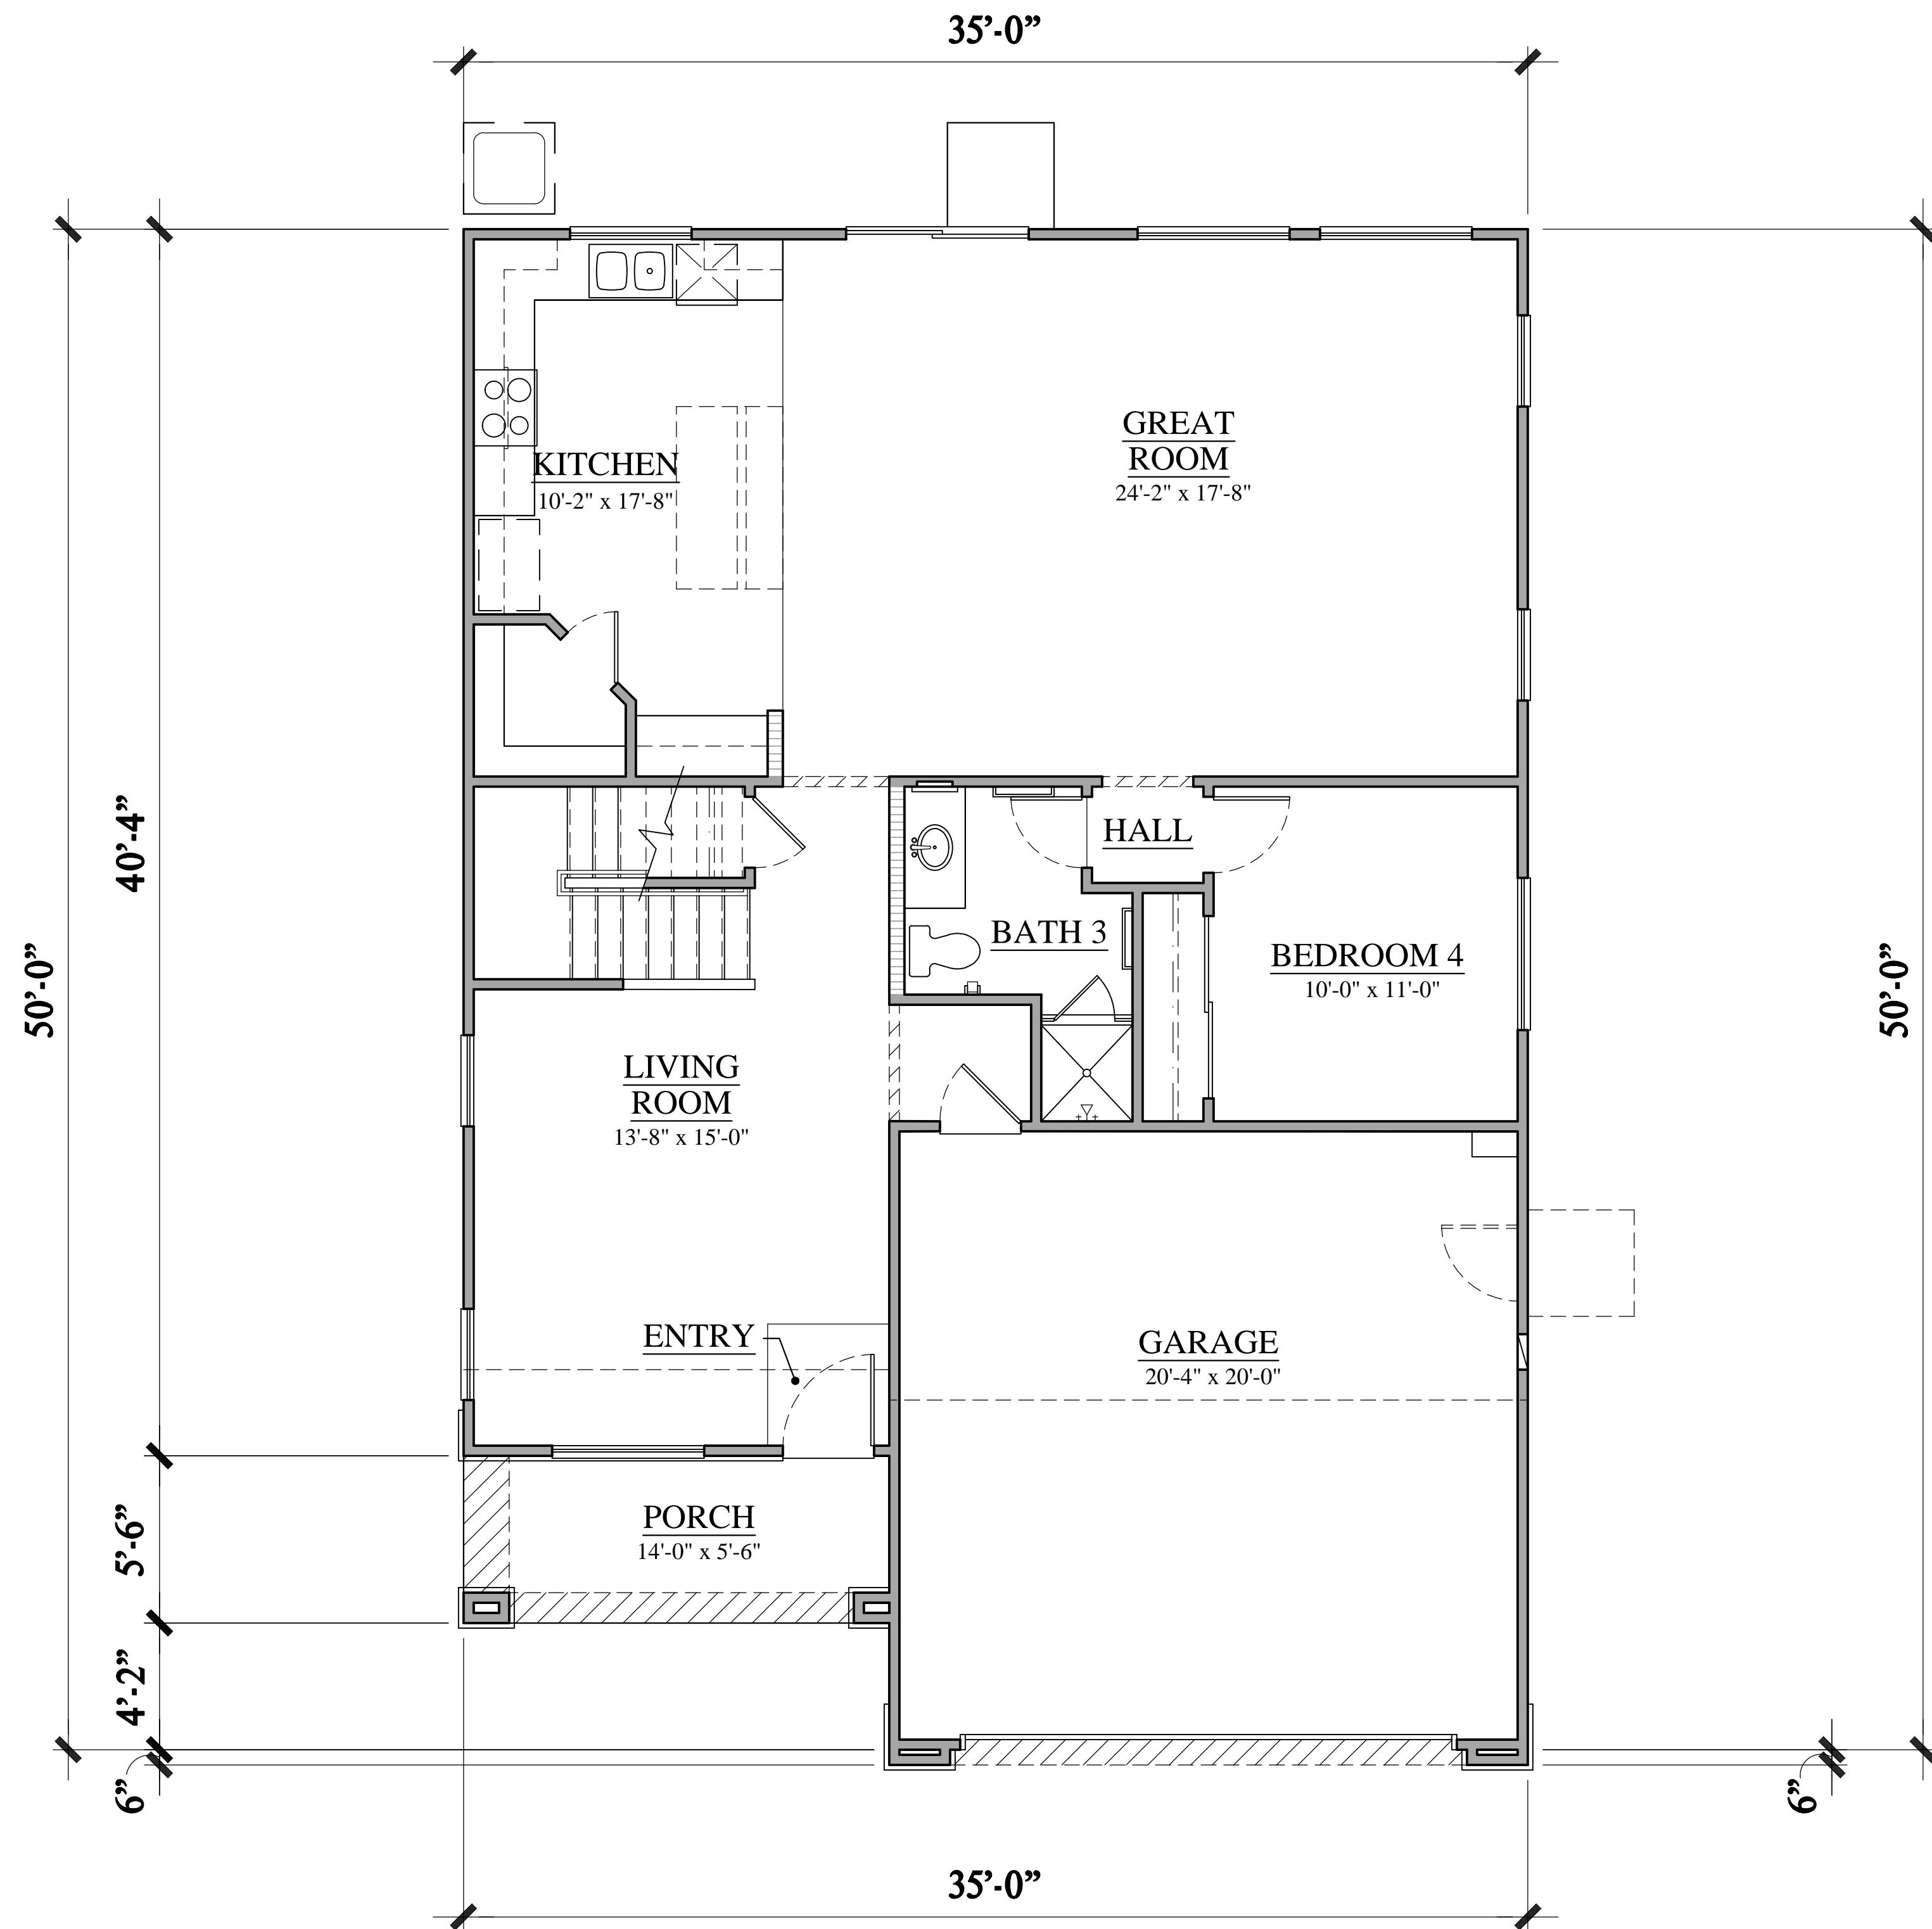 35’-0”
GREAT
ROOM
24'-2" x 17'-8"
KITCHEN
10'-2" x 17'-8"
40’-4”
HALL
BATH 3
BEDROOM 4
10'-0" x 11'-0"
50’-0”
50’-0”
LIVING
ROOM
13'-8" x 15'-0"
ENTRY
GARAGE
20'-4" x 20'-0"
5’-6”
PORCH
14'-0" x 5'-6"
4’-2”
6”
6”
35’-0”